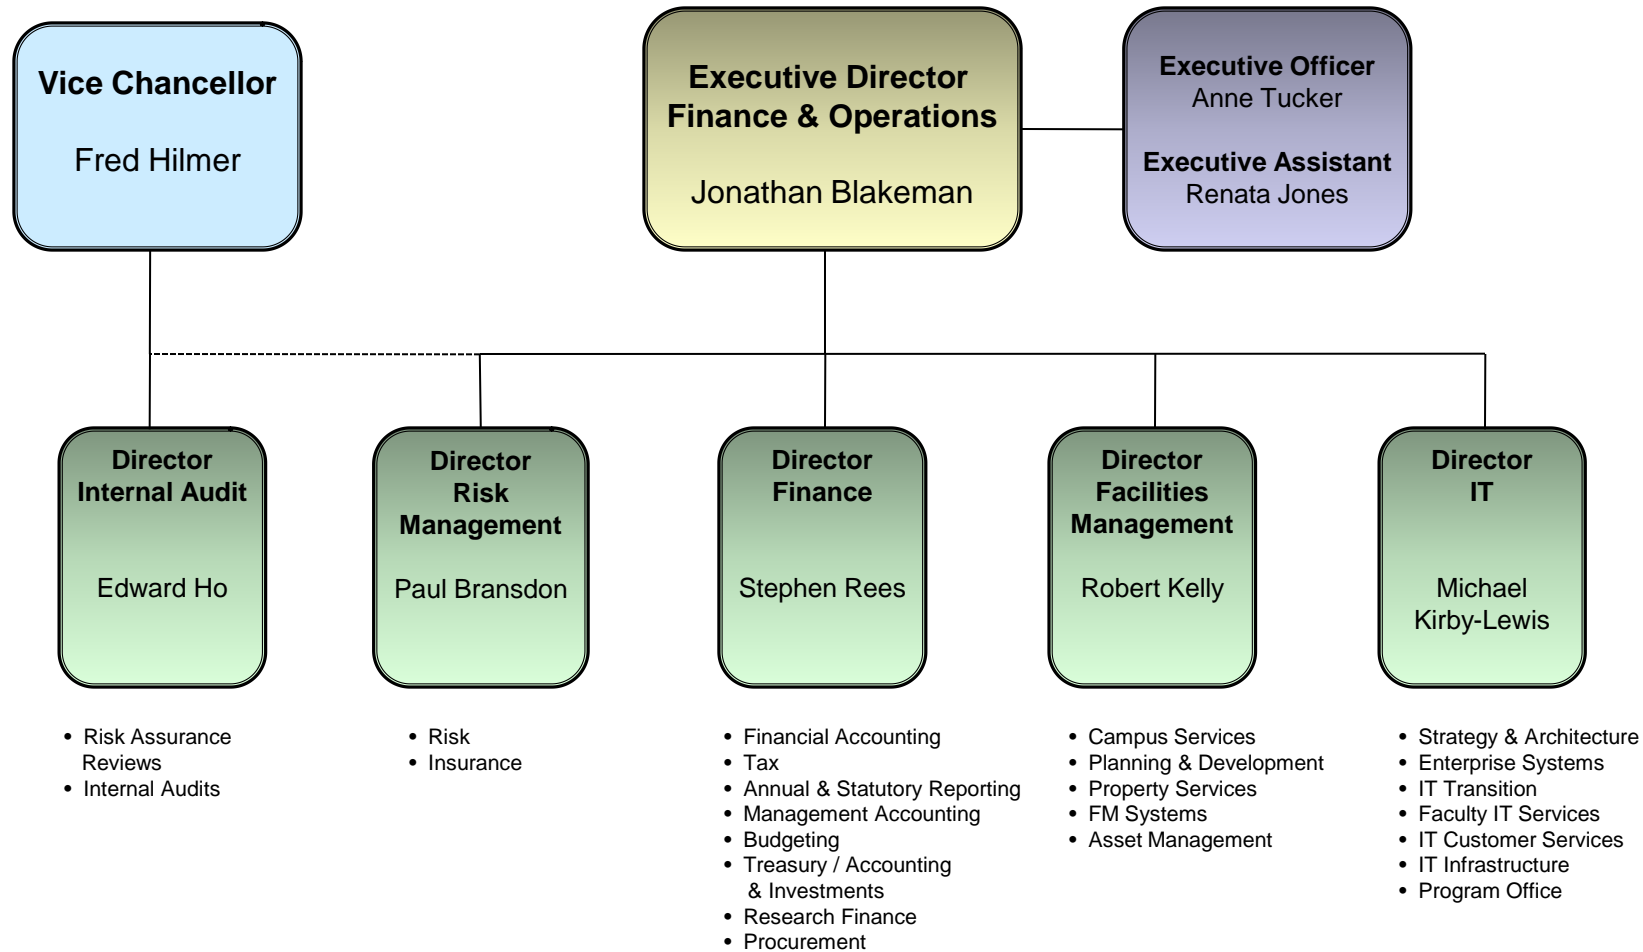 Vice Chancellor
Fred Hilmer
Executive Director
Finance & Operations
Jonathan Blakeman
Executive Officer
Anne Tucker
Executive Assistant
Renata Jones
Director
Internal Audit
Edward Ho
Director
Risk
Management
Paul Bransdon
Director
Finance
Stephen Rees
Director
Facilities
Management
Robert Kelly
Director
IT
Michael
Kirby-Lewis
• Risk Assurance
Reviews
• Internal Audits
• Risk
• Insurance
• Financial Accounting
• Tax
• Annual & Statutory Reporting
• Management Accounting
• Budgeting
• Treasury / Accounting
& Investments
• Research Finance
• Procurement
• Campus Services
• Planning & Development
• Property Services
• FM Systems
• Asset Management
• Strategy & Architecture
• Enterprise Systems
• IT Transition
• Faculty IT Services
• IT Customer Services
• IT Infrastructure
• Program Office